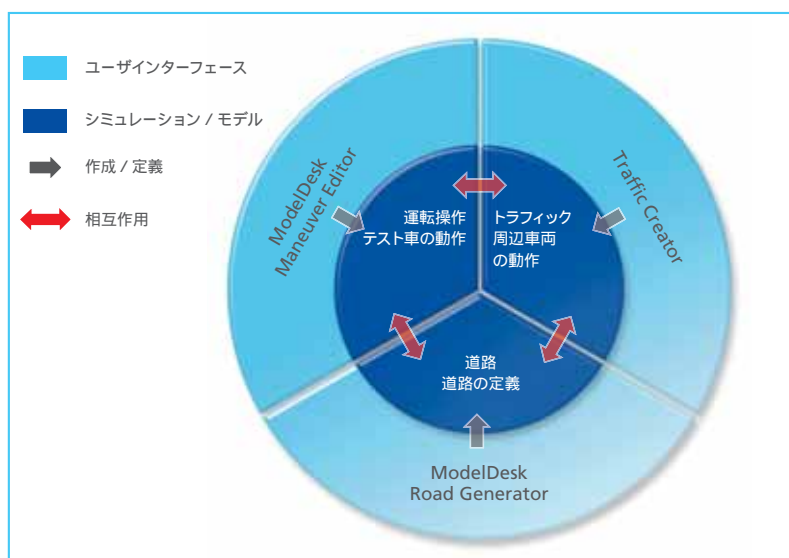 ユーザインターフェース
シミュレーション / モデル
作成 / 定義
相互作用
ModelDesk
Maneuver Editor
Traffic Creator
運転操作
テスト車の動作
トラフィック
周辺車両
の動作
道路
道路の定義
ModelDesk
Road Generator